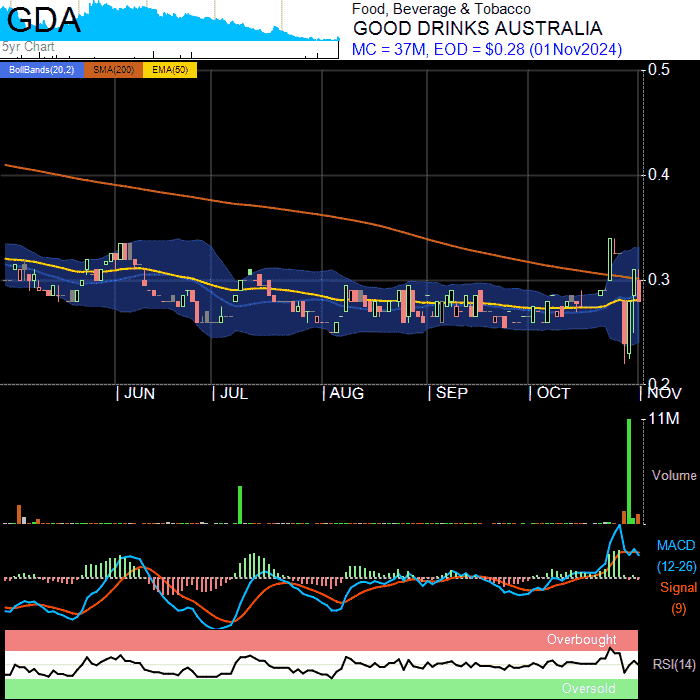 GDA
5yr Chart
Food, Beverage & Tobacco
GOOD DRINKS AUSTRALIA
MC = 37M, EOD = $0.28 (01Nov2024)
BollBands(20,2) SMA(200) EMA(50)
0.5
0.4
0.3
0.2
JUN JUL AUG SEP OCT NOV
11M
Volume
MACD
(12-26)
Signal
(9)
Overbought
RSI(14)
Oversold